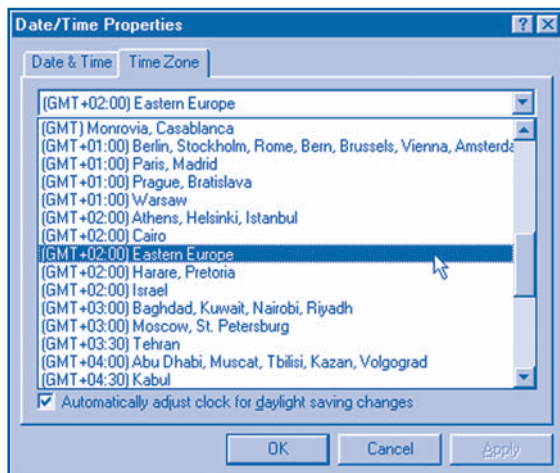 Date/Time Properties
Date & Time
Time Zone
(GMT+02:00) Eastern Europe
(GMT) Monrovia, Casablanca
(GMT+01:00) Berlin, Stockholm, Rome, Bern, Brussels, Vienna, Amsterda
(GMT+01:00) Paris, Madrid
(GMT+01:00) Prague, Bratislava
(GMT+01:00) Warsaw
(GMT+02:00) Athens, Helsinki, Istanbul
(GMT+02:00) Cairo
(GMT+02:00) Eastern Europe
(GMT+02:00) Harare, Pretoria
(GMT+02:00) Israel
(GMT+03:00) Baghdad, Kuwait, Nairobi, Riyadh
(GMT+03:00) Moscow, St. Petersburg
(GMT+03:30) Tehran
(GMT+04:00) Abu Dhabi, Muscat, Tbilisi, Kazan, Volgograd
(GMT+04:30) Kabul
Automatically adjust clock for daylight saving changes
OK
Cancel
Apply